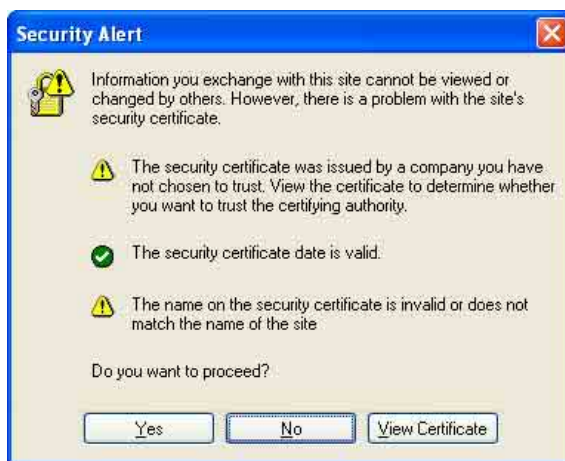 Security Alert
Information you exchange with this site cannot be viewed or
changed by others. However, there is a problem with the site's
security certificate.
The security certificate was issued by a company you have
not chosen to trust. View the certificate to determine whether
you want to trust the certifying authority.
The security certificate date is valid.
The name on the security certificate is invalid or does not
match the name of the site
Do you want to proceed?
Yes No View Certificate